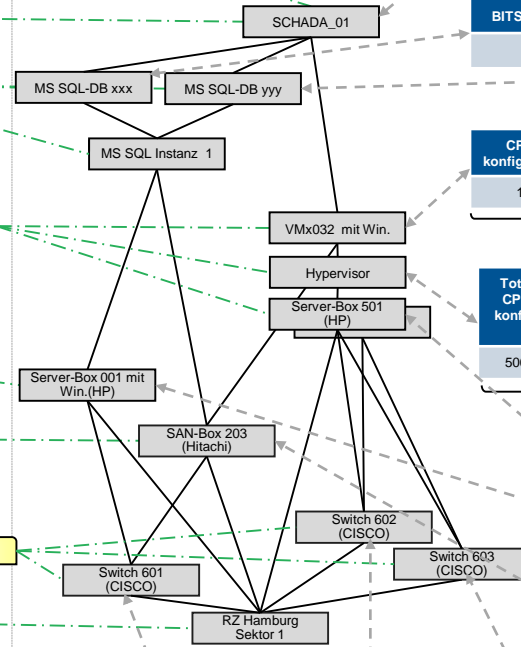 SCHADA_01
BITS
MS SQL-DB xxx
MS SQL-DB yyy
MS SQL Instanz 1
konfig
1
VMx032 mit Win.
Hypervisor
Server-Box 501
(HP)
konf
500
Server-Box 001 mit
Win.(HP)
SAN-Box 203
(Hitachi)
Switch 602
(CISCO)
Switch 603
(CISCO)
Switch 601
(CISCO)
RZ Hamburg
Sektor 1